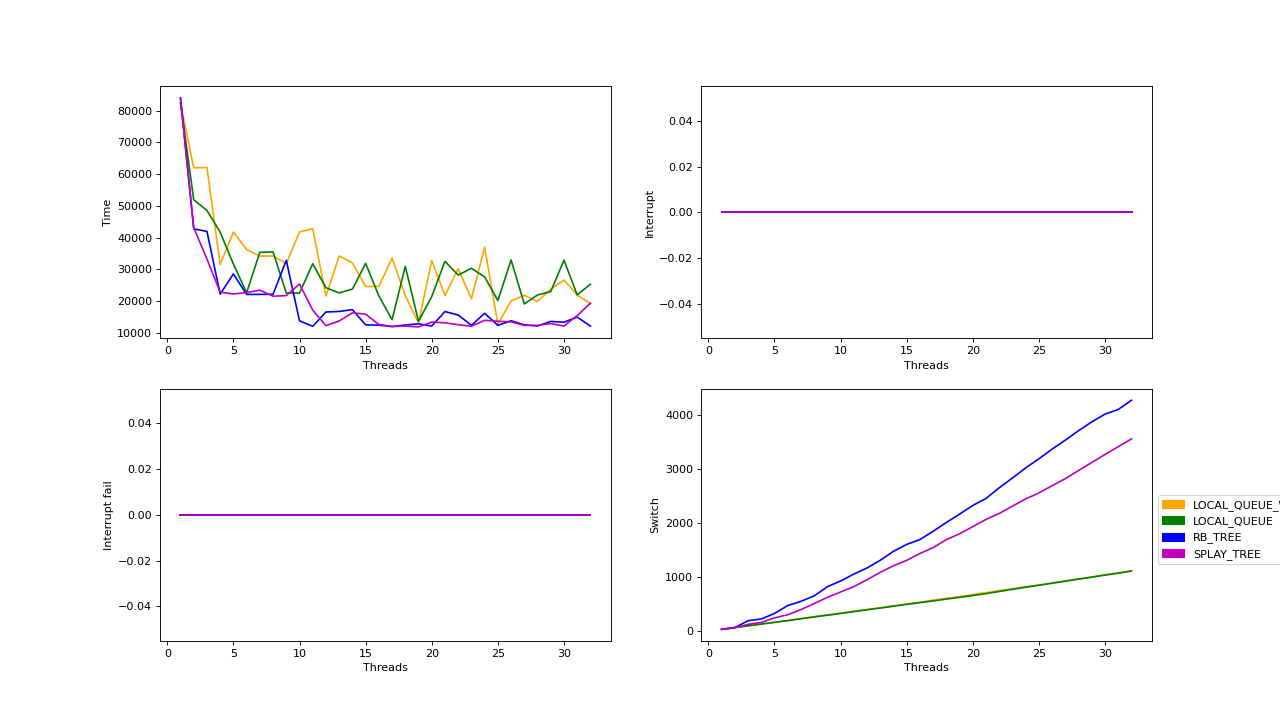 80000
70000
60000
50000
40000
30000
20000
10000
Time
0 5 10 15 20 25 30
Threads
0.04
0.02
0.00
−0.02
−0.04
Interrupt
0 5 10 15 20 25 30
Threads
0.04
0.02
0.00
−0.02
−0.04
Interrupt fail
0 5 10 15 20 25 30
Threads
4000
3000
2000
1000
0
Switch
0 5 10 15 20 25 30
Threads
LOCAL_QUEUE_
LOCAL_QUEUE
RB_TREE
SPLAY_TREE